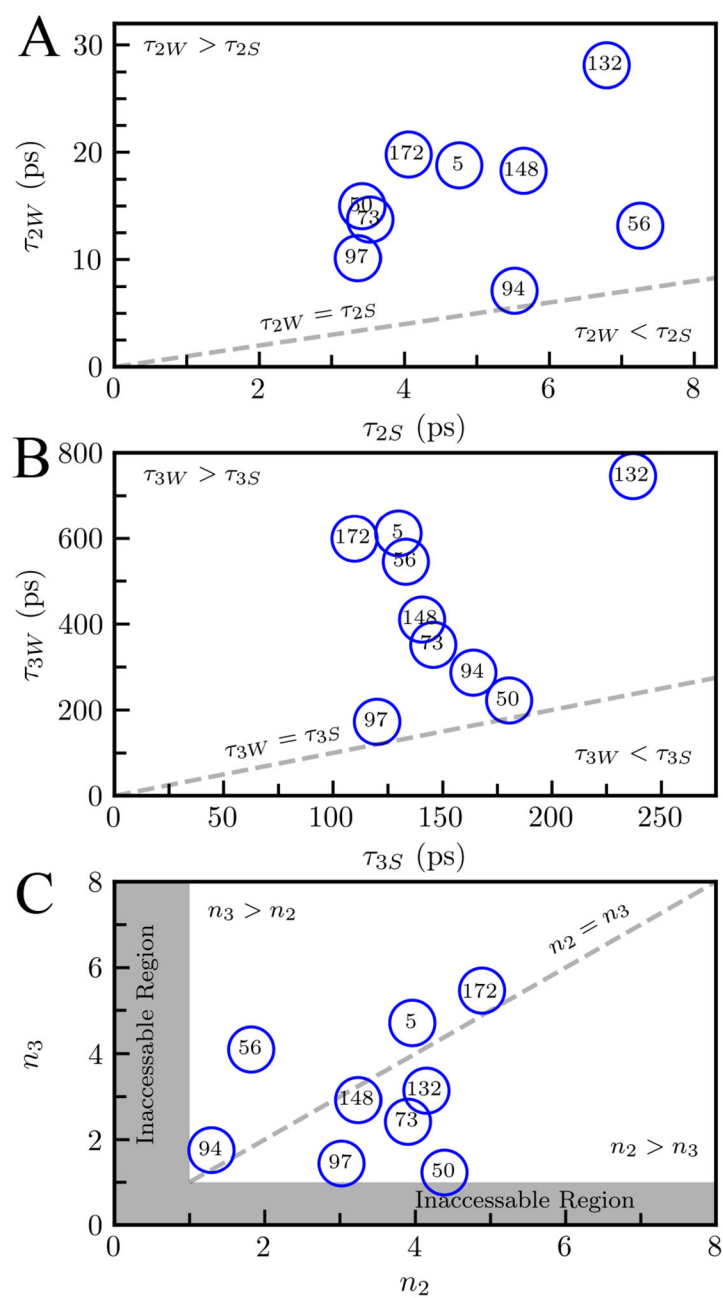 A
τ2W > τ2S
30
20
10
0
τ2W (ps)
132
172
5
148
50
73
56
97
94
τ2W = τ2S
τ2W < τ2S
0
2
4
6
8
τ2S (ps)
B
τ3W > τ3S
800
600
400
200
0
τ3W (ps)
132
172
5
56
148
73
94
50
97
τ3W = τ3S
τ3W < τ3S
0
50
100
150
200
250
τ3S (ps)
C
n3 > n2
n2 = n3
8
6
4
2
0
n3
Inaccessable Region
172
5
56
148
132
73
94
97
50
n2 > n3
Inaccessable Region
0
2
4
6
8
n2